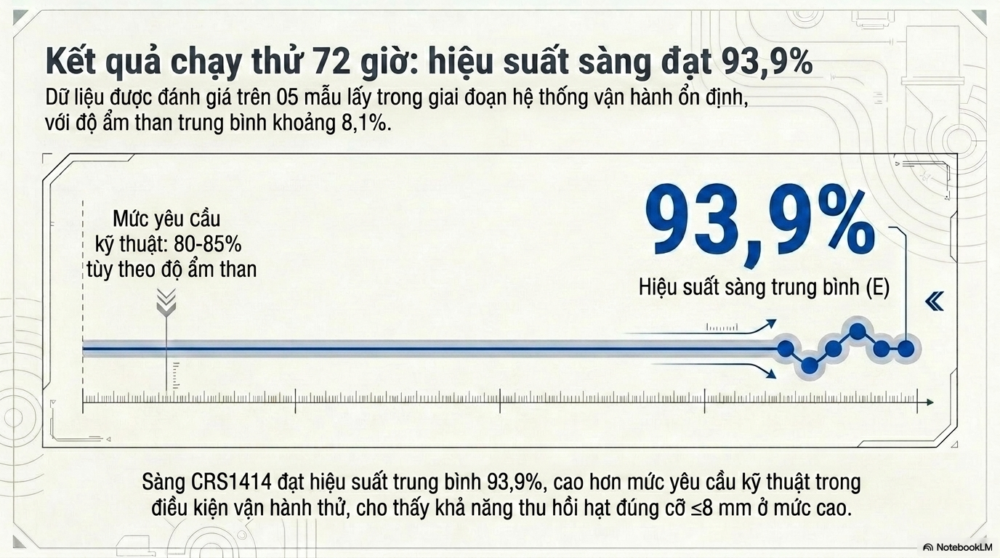 Kết quả chạy thử 72 giờ: hiệu suất sàng đạt 93,9%
Dữ liệu được đánh giá trên 05 mẫu lấy trong giai đoạn hệ thống vận hành ổn định,
với độ ẩm than trung bình khoảng 8,1%.
Mức yêu cầu
kỹ thuật: 80-85%
tùy theo độ ẩm than
93,9%
Hiệu suất sàng trung bình (E)
Sàng CRS1414 đạt hiệu suất trung bình 93,9%, cao hơn mức yêu cầu kỹ thuật trong
điều kiện vận hành thử, cho thấy khả năng thu hồi hạt đúng cỡ ≤8 mm ở mức cao.
NotebookLM